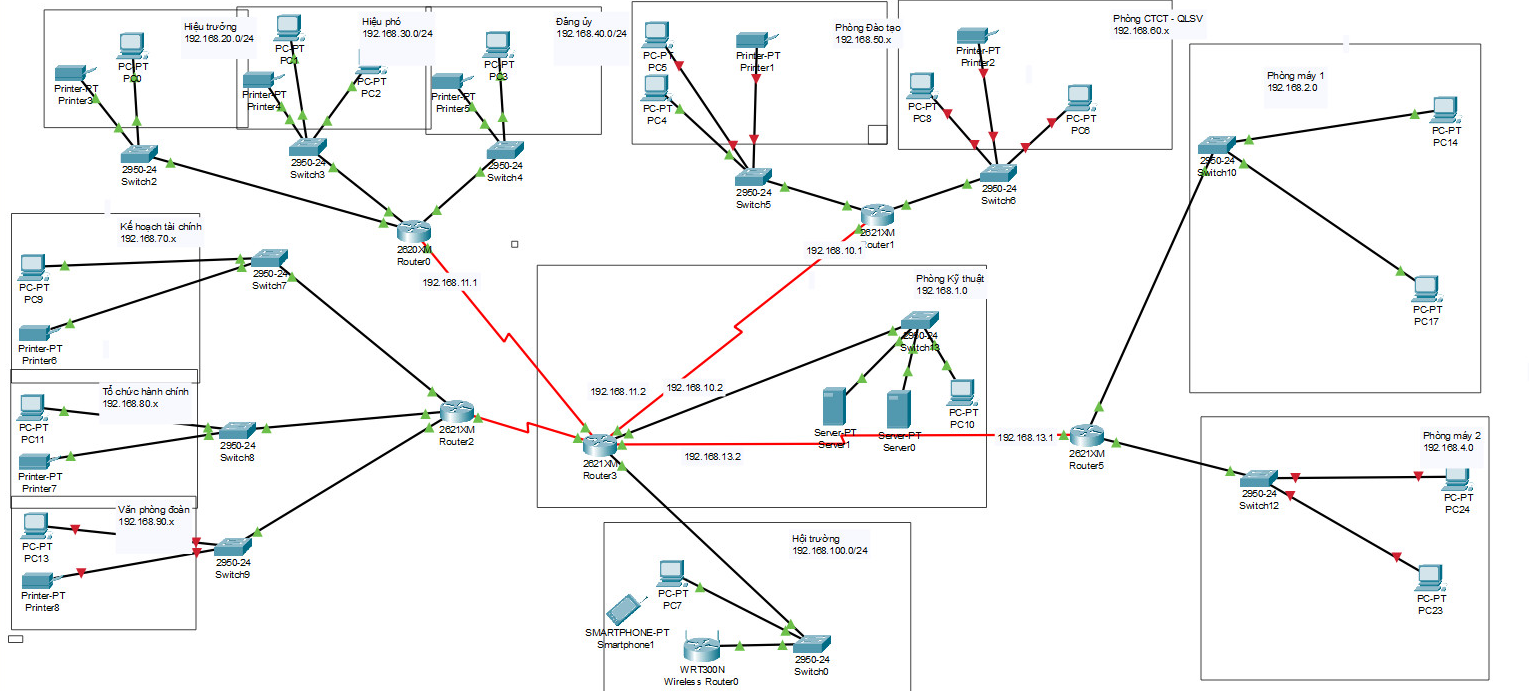 Hiệu trưởng
192.168.20.0/24
PC-PT
PC0
Printer-PT
Printer3
2950-24
Switch2
Hiệu phó
192.168.30.0/24
PC-PT
PC1
Printer-PT
Printer4
PC-PT
PC2
2950-24
Switch3
Đảng ủy
192.168.40.0/24
PC-PT
PC3
Printer-PT
Printer5
2950-24
Switch4
2620XM
Router0
192.168.11.1
Phòng Đào tạo
192.168.50.x
PC-PT
PC5
PC-PT
PC4
Printer-PT
Printer1
2950-24
Switch5
Phòng CTCT - QLSV
192.168.60.x
Printer-PT
Printer2
PC-PT
PC8
PC-PT
PC6
2950-24
Switch6
2621XM
Router1
192.168.10.1
Phòng máy 1
192.168.2.0
PC-PT
PC14
2950-24
Switch10
PC-PT
PC17
Kế hoạch tài chính
192.168.70.x
PC-PT
PC9
Printer-PT
Printer6
2950-24
Switch7
Tổ chức hành chính
192.168.80.x
PC-PT
PC11
Printer-PT
Printer7
2950-24
Switch8
Văn phòng đoàn
192.168.90.x
PC-PT
PC13
Printer-PT
Printer8
2950-24
Switch9
2621XM
Router2
Phòng Kỹ thuật
192.168.1.0
2950-24
Switch13
Server-PT
Server1
Server-PT
Server0
PC-PT
PC10
192.168.11.2
192.168.10.2
192.168.13.2
2621XM
Router3
192.168.13.1
2621XM
Router5
Phòng máy 2
192.168.4.0
PC-PT
PC24
2950-24
Switch12
PC-PT
PC23
Hội trường
192.168.100.0/24
PC-PT
PC7
SMARTPHONE-PT
Smartphone1
WRT300N
Wireless Router0
2950-24
Switch0